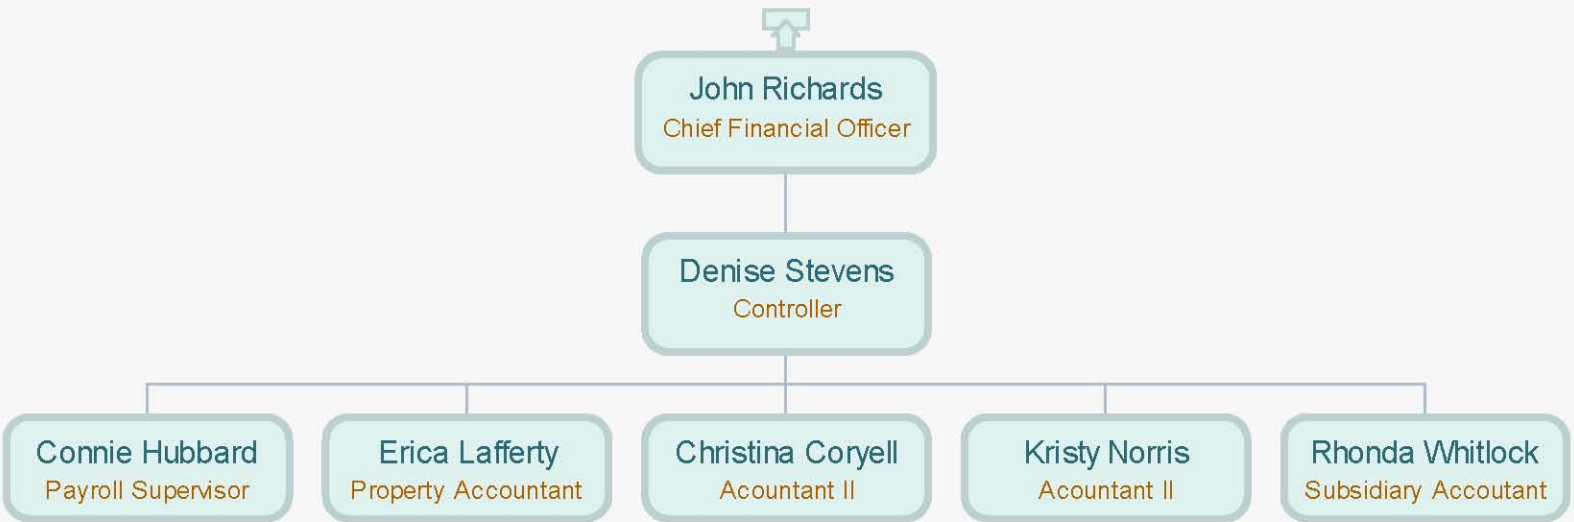 John Richards
Chief Financial Officer
Denise Stevens
Controller
Connie Hubbard
Payroll Supervisor
Erica Lafferty
Property Accountant
Christina Coryell
Acountant II
Kristy Norris
Acountant II
Rhonda Whitlock
Subsidiary Accoutant